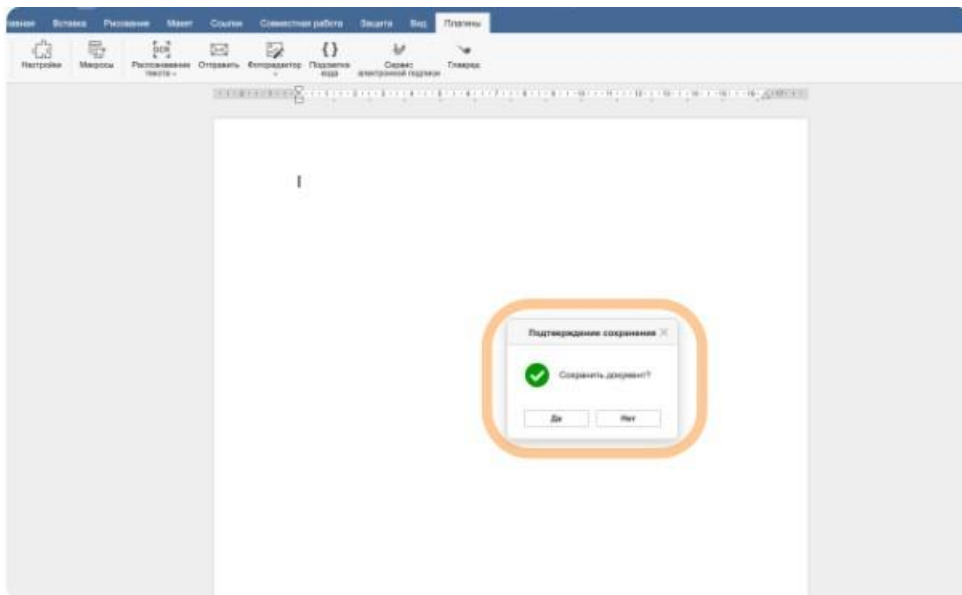 лавная Вставка Рисование Макет Ссылки Совместная работа Защита Вид Плагины
Настройки Макросы Распознавание текста Отправить Фоторедактор Подсветка кода Сервис электронной подписи Главред
Подтверждение сохранения
Сохранить документ?
Да Нет